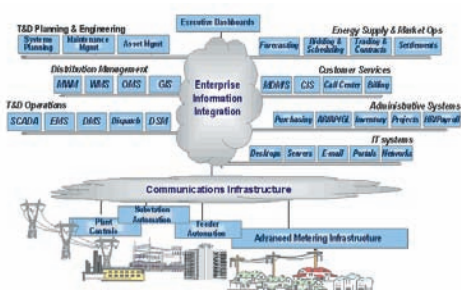 Executive Dashboards
T&D Planning & Engineering
Systems Planning
Maintenance Mgmt
Asset Mgmt
Energy Supply & Market Ops
Forecasting
Bidding & Scheduling
Trading & Contracts
Settlements
Distribution Management
MWM
WMS
OMS
GIS
Enterprise
Information
Integration
Customer Services
MDMS
CIS
Call Center
Billing
T&D Operations
SCADA
EMS
DMS
Dispatch
DSM
Administrative Systems
Purchasing
AR/AP/GL
Inventory
Projects
HR/Payroll
IT systems
Desktops
Servers
E-mail
Portals
Networks
Communications Infrastructure
Plant
Controls
Substation
Automation
Feeder
Automation
Advanced Metering Infrastructure